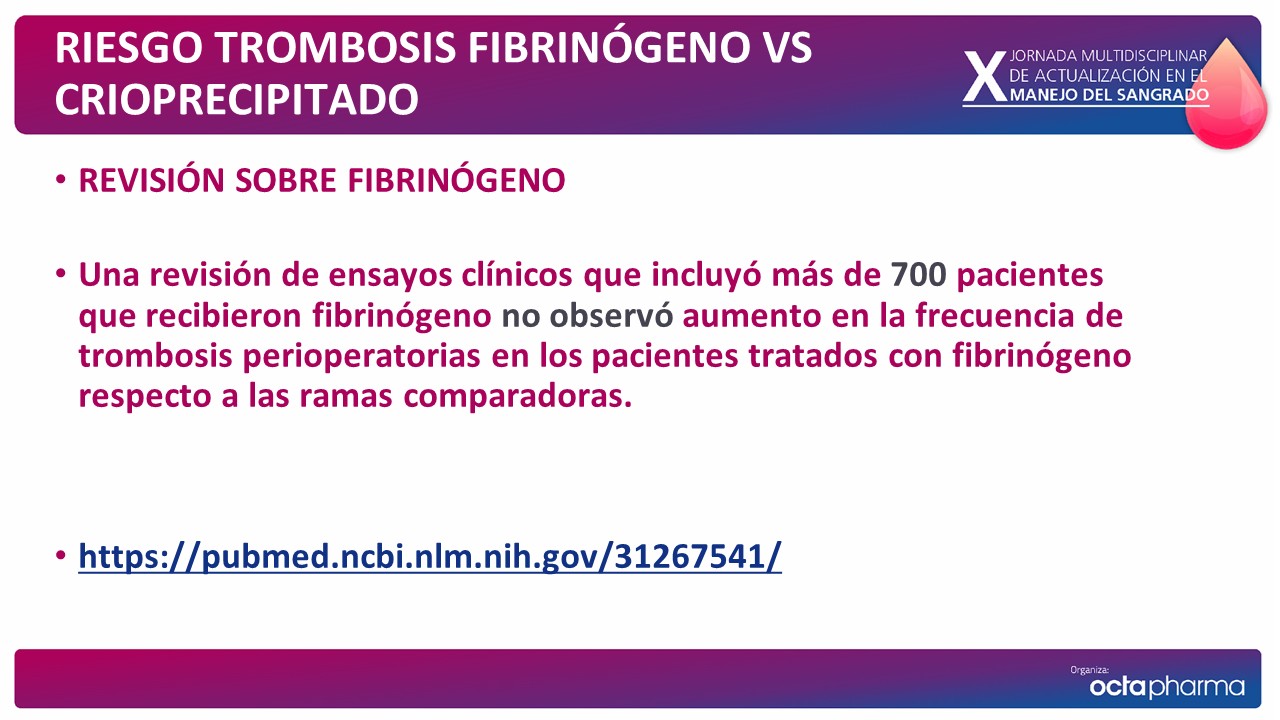 RIESGO TROMBOSIS FIBRINÓGENO VS
CRIOPRECIPITADO
X JORNADA MULTIDISCIPLINAR
DE ACTUALIZACIÓN EN EL
MANEJO DEL SANGRADO
• REVISIÓN SOBRE FIBRINÓGENO
• Una revisión de ensayos clínicos que incluyó más de 700 pacientes
que recibieron fibrinógeno no observó aumento en la frecuencia de
trombosis perioperatorias en los pacientes tratados con fibrinógeno
respecto a las ramas comparadoras.
• https://pubmed.ncbi.nlm.nih.gov/31267541/
Organiza:
octapharma